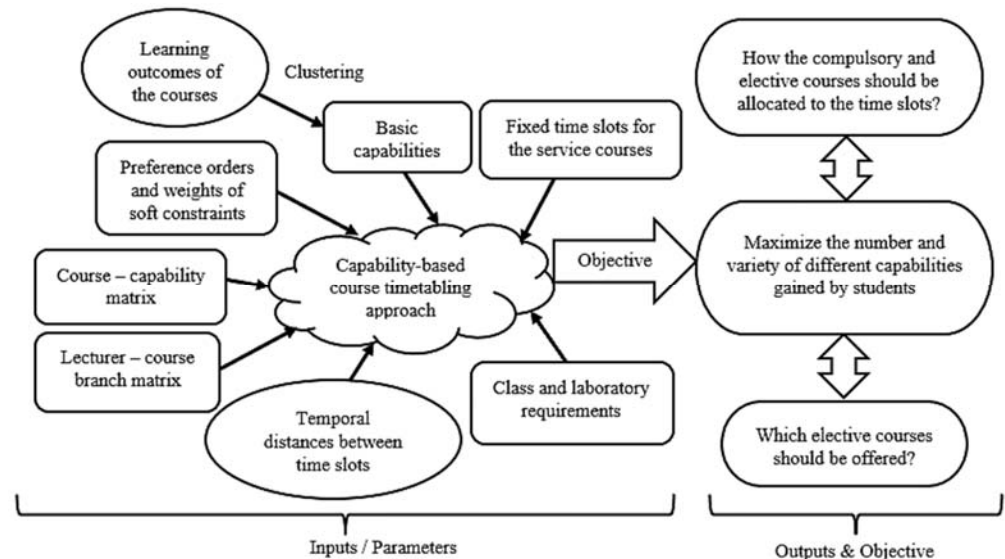 Learning
outcomes of
the courses
Clustering
Basic
capabilities
Fixed time slots for
the service courses
Preference orders
and weights of
soft constraints
Course – capability
matrix
Lecturer – course
branch matrix
Capability-based
course timetabling
approach
Temporal
distances between
time slots
Class and laboratory
requirements
Objective
How the compulsory and
elective courses should be
allocated to the time slots?
Maximize the number and
variety of different capabilities
gained by students
Which elective courses
should be offered?
Inputs / Parameters
Outputs & Objective